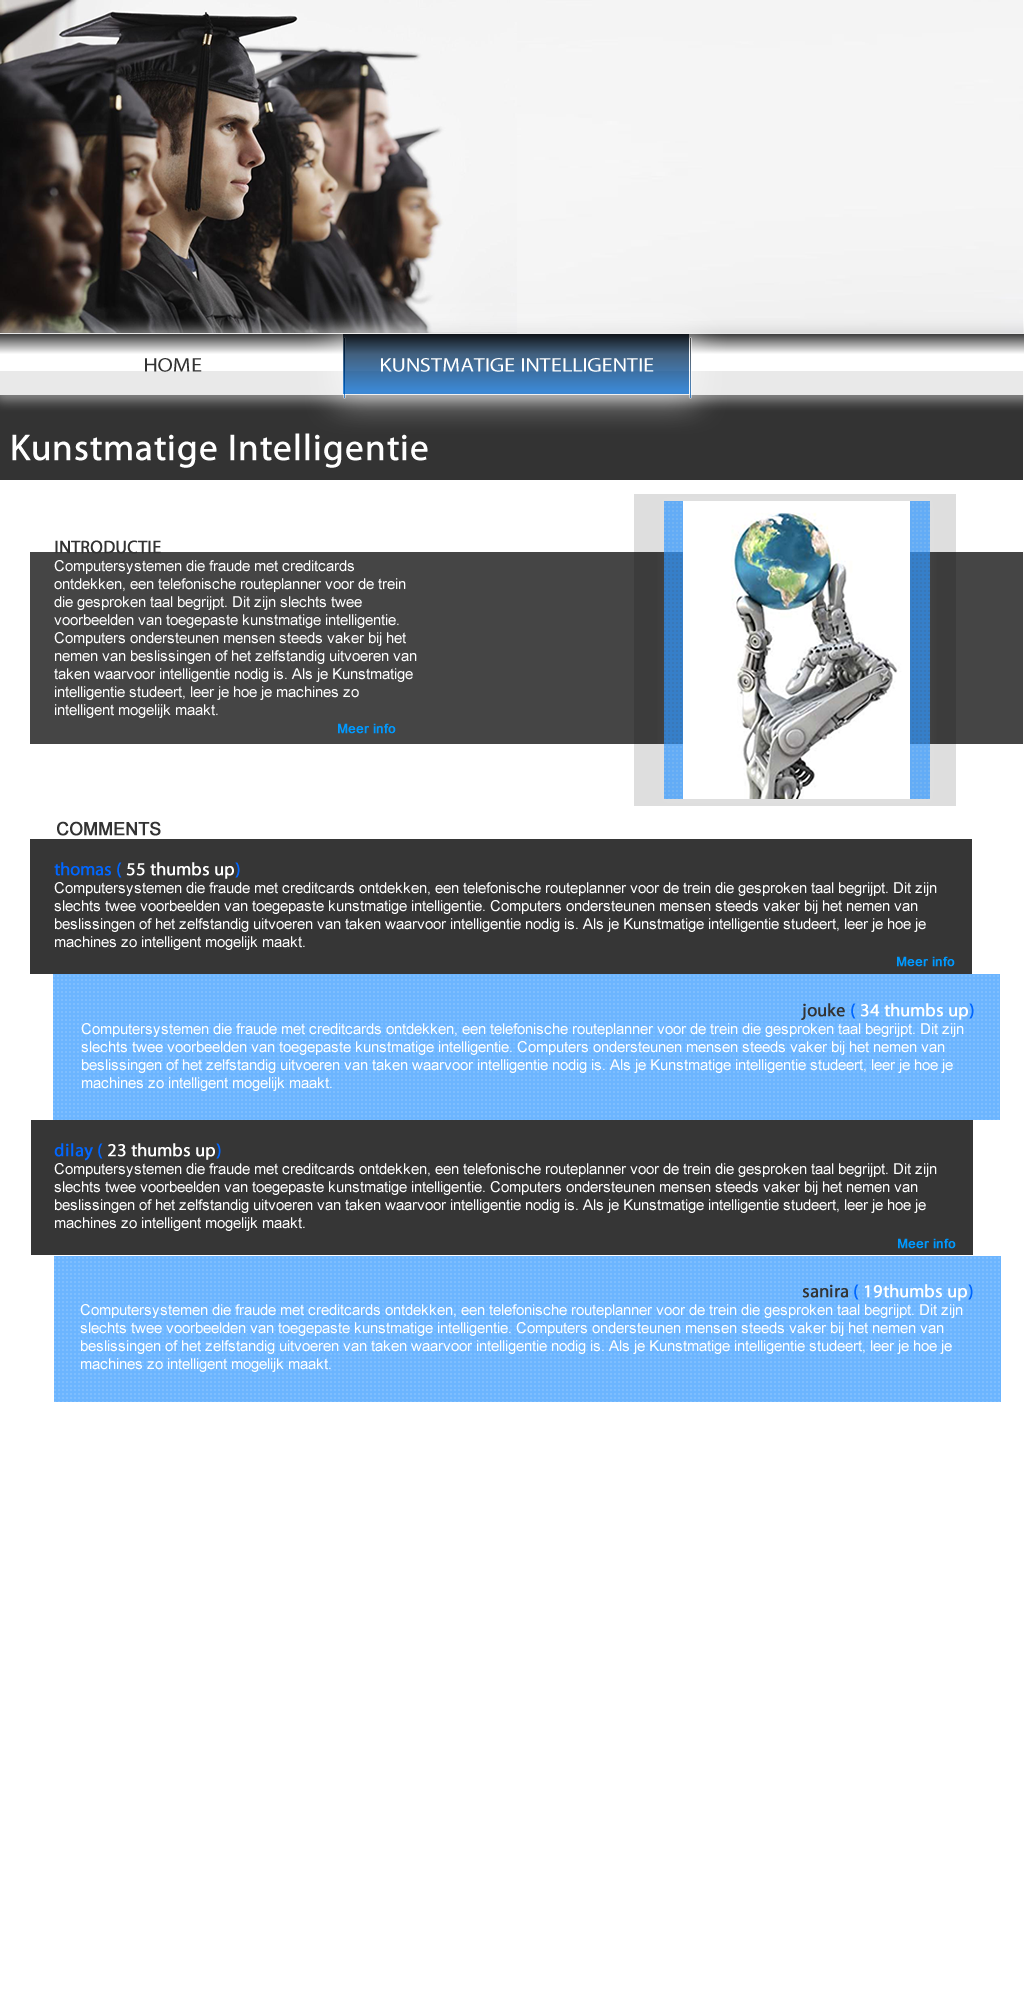 HOME
KUNSTMATIGE INTELLIGENTIE
Kunstmatige Intelligentie
INTRODUCTIE
Computersystemen die fraude met creditcards
ontdekken, een telefonische routeplanner voor de trein
die gesproken taal begrijpt. Dit zijn slechts twee
voorbeelden van toegepaste kunstmatige intelligentie.
Computers ondersteunen mensen steeds vaker bij het
nemen van beslissingen of het zelfstandig uitvoeren van
taken waarvoor intelligentie nodig is. Als je Kunstmatige
intelligentie studeert, leer je hoe je machines zo
intelligent mogelijk maakt.
Meer info
COMMENTS
thomas ( 55 thumbs up)
Computersystemen die fraude met creditcards ontdekken, een telefonische routeplanner voor de trein die gesproken taal begrijpt. Dit zijn
slechts twee voorbeelden van toegepaste kunstmatige intelligentie. Computers ondersteunen mensen steeds vaker bij het nemen van
beslissingen of het zelfstandig uitvoeren van taken waarvoor intelligentie nodig is. Als je Kunstmatige intelligentie studeert, leer je hoe je
machines zo intelligent mogelijk maakt.
Meer info
jouke ( 34 thumbs up)
Computersystemen die fraude met creditcards ontdekken, een telefonische routeplanner voor de trein die gesproken taal begrijpt. Dit zijn
slechts twee voorbeelden van toegepaste kunstmatige intelligentie. Computers ondersteunen mensen steeds vaker bij het nemen van
beslissingen of het zelfstandig uitvoeren van taken waarvoor intelligentie nodig is. Als je Kunstmatige intelligentie studeert, leer je hoe je
machines zo intelligent mogelijk maakt.
dilay ( 23 thumbs up)
Computersystemen die fraude met creditcards ontdekken, een telefonische routeplanner voor de trein die gesproken taal begrijpt. Dit zijn
slechts twee voorbeelden van toegepaste kunstmatige intelligentie. Computers ondersteunen mensen steeds vaker bij het nemen van
beslissingen of het zelfstandig uitvoeren van taken waarvoor intelligentie nodig is. Als je Kunstmatige intelligentie studeert, leer je hoe je
machines zo intelligent mogelijk maakt.
Meer info
sanira ( 19thumbs up)
Computersystemen die fraude met creditcards ontdekken, een telefonische routeplanner voor de trein die gesproken taal begrijpt. Dit zijn
slechts twee voorbeelden van toegepaste kunstmatige intelligentie. Computers ondersteunen mensen steeds vaker bij het nemen van
beslissingen of het zelfstandig uitvoeren van taken waarvoor intelligentie nodig is. Als je Kunstmatige intelligentie studeert, leer je hoe je
machines zo intelligent mogelijk maakt.